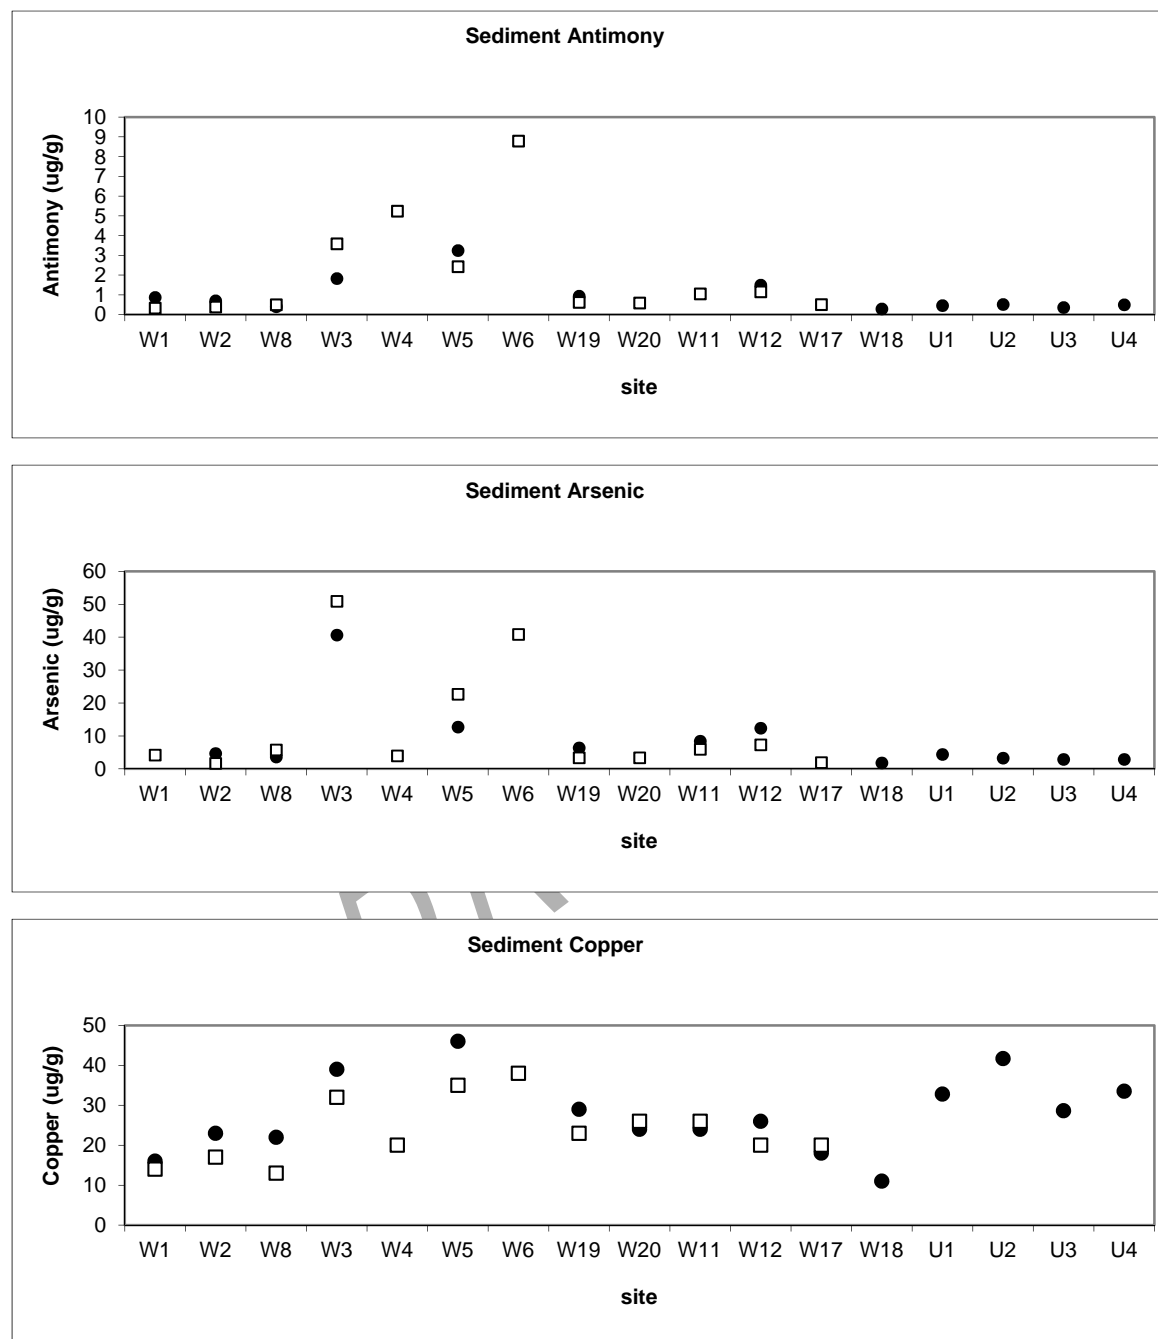 Sediment Antimony
Antimony (ug/g)
10
9
8
7
6
5
4
3
2
1
0
W1 W2 W8 W3 W4 W5 W6 W19 W20 W11 W12 W17 W18 U1 U2 U3 U4
site
Sediment Arsenic
Arsenic (ug/g)
60
50
40
30
20
10
0
W1 W2 W8 W3 W4 W5 W6 W19 W20 W11 W12 W17 W18 U1 U2 U3 U4
site
Sediment Copper
Copper (ug/g)
50
40
30
20
10
0
W1 W2 W8 W3 W4 W5 W6 W19 W20 W11 W12 W17 W18 U1 U2 U3 U4
site